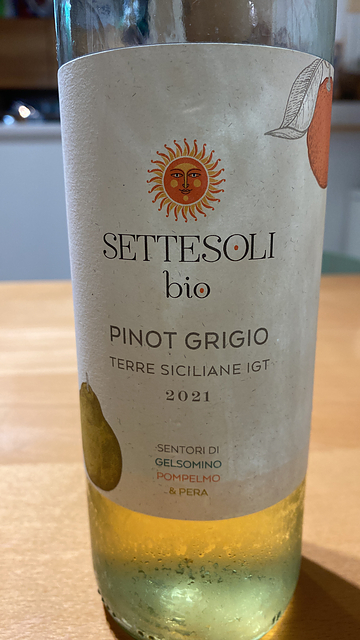 SETTESOLI
bio
PINOT GRIGIO
TERRE SICILIANE IGT
2021
SENTORI DI
GELSOMINO
POMPELMO
& PERA